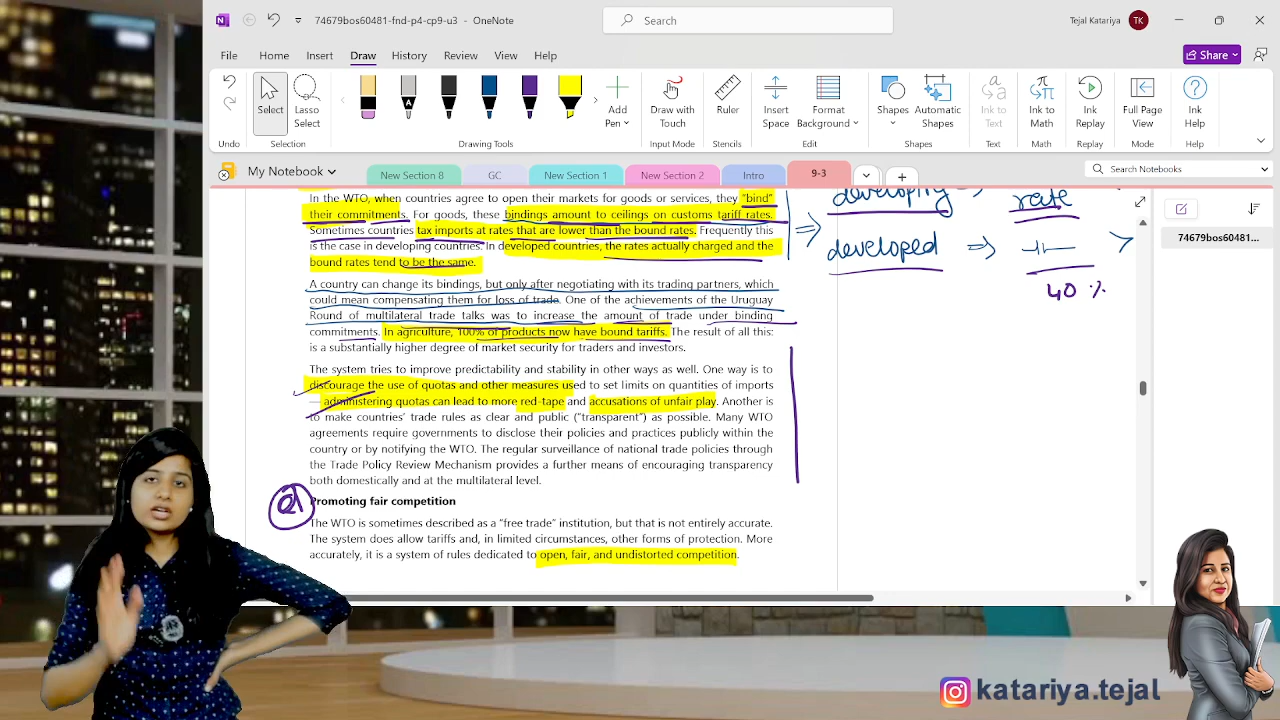 74679bos60481-fnd-p4-cp9-u3 - OneNote
Search
Tejal Katariya
TK
File Home Insert Draw History Review View Help
Share
Undo
Select
Lasso Select
Selection
Drawing Tools
Add Pen
Draw with Touch
Input Mode
Ruler
Stencils
Insert Space
Format Background
Edit
Shapes
Automatic Shapes
Shapes
Ink to Text
Text
Ink to Math
Math
Ink Replay
Replay
Full Page View
View
Ink Help
Help
My Notebook
New Section 8
GC
New Section 1
New Section 2
Intro
9-3
Search Notebooks
74679bos60481...
In the WTO, when countries agree to open their markets for goods or services, they "bind"
their commitments. For goods, these bindings amount to ceilings on customs tariff rates.
Sometimes countries tax imports at rates that are lower than the bound rates. Frequently this
is the case in developing countries. In developed countries, the rates actually charged and the
bound rates tend to be the same.
A country can change its bindings, but only after negotiating with its trading partners, which
could mean compensating them for loss of trade. One of the achievements of the Uruguay
Round of multilateral trade talks was to increase the amount of trade under binding
commitments. In agriculture, 100% of products now have bound tariffs. The result of all this:
is a substantially higher degree of market security for traders and investors.
The system tries to improve predictability and stability in other ways as well. One way is to
discourage the use of quotas and other measures used to set limits on quantities of imports
— administering quotas can lead to more red-tape and accusations of unfair play. Another is
to make countries' trade rules as clear and public ("transparent") as possible. Many WTO
agreements require governments to disclose their policies and practices publicly within the
country or by notifying the WTO. The regular surveillance of national trade policies through
the Trade Policy Review Mechanism provides a further means of encouraging transparency
both domestically and at the multilateral level.
Promoting fair competition
The WTO is sometimes described as a "free trade" institution, but that is not entirely accurate.
The system does allow tariffs and, in limited circumstances, other forms of protection. More
accurately, it is a system of rules dedicated to open, fair, and undistorted competition.
developing ⇒ rate
⇒ developed ⇒ >
40 %
katariya.tejal